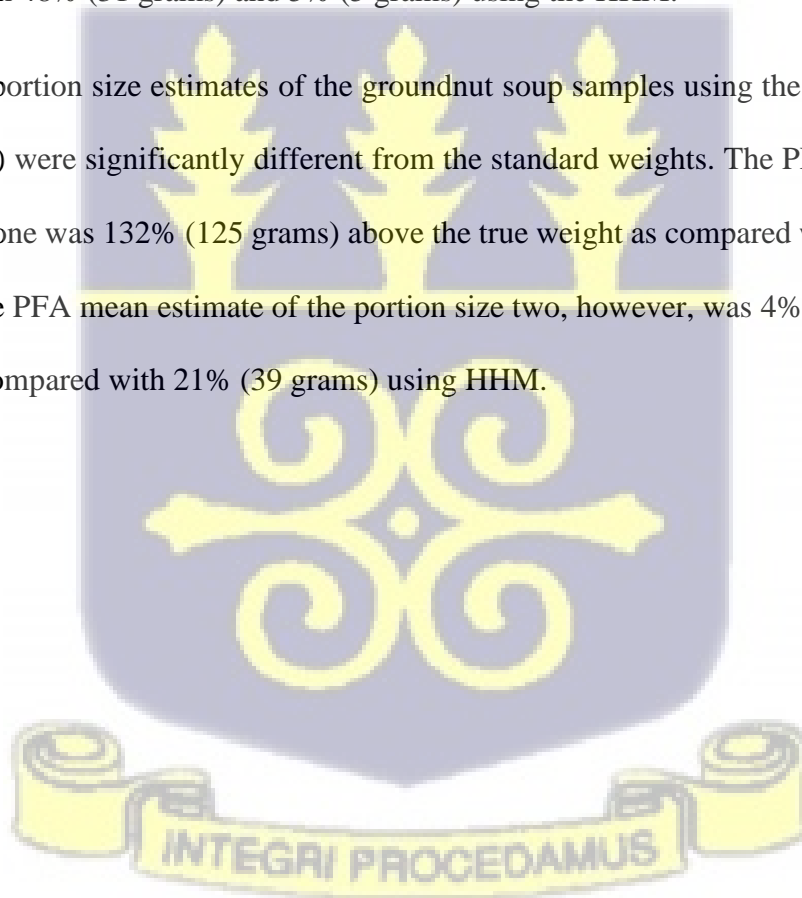 48% (31 grams) and 5% (5 grams) using the HHM.
portion size estimates of the groundnut soup samples using the
) were significantly different from the standard weights. The
one was 132% (125 grams) above the true weight as compared
PFA mean estimate of the portion size two, however, was 4%
compared with 21% (39 grams) using HHM.
INTEGRI PROCEDAMUS